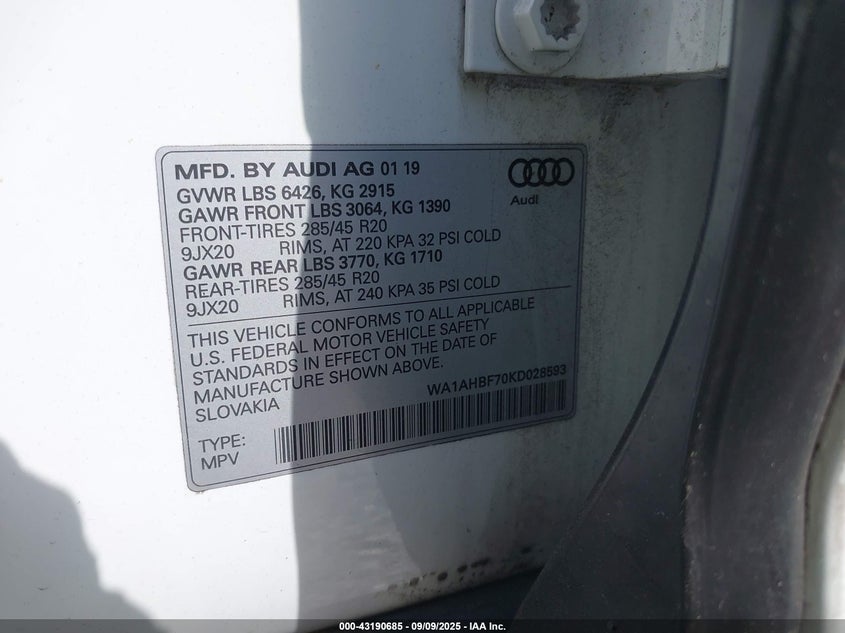 MFD. BY AUDI AG 01 19
GVWR LBS 6426, KG 2915
GAWR FRONT LBS 3064, KG 1390
FRONT-TIRES 285/45 R20
9JX20 RIMS, AT 220 KPA 32 PSI COLD
GAWR REAR LBS 3770, KG 1710
REAR-TIRES 285/45 R20
9JX20 RIMS, AT 240 KPA 35 PSI COLD
Audi
THIS VEHICLE CONFORMS TO ALL APPLICABLE
U.S. FEDERAL MOTOR VEHICLE SAFETY
STANDARDS IN EFFECT ON THE DATE OF
MANUFACTURE SHOWN ABOVE.
SLOVAKIA
WA1AHBF70KD028593
TYPE:
MPV
000-43190685 - 09/09/2025 - IAA Inc.